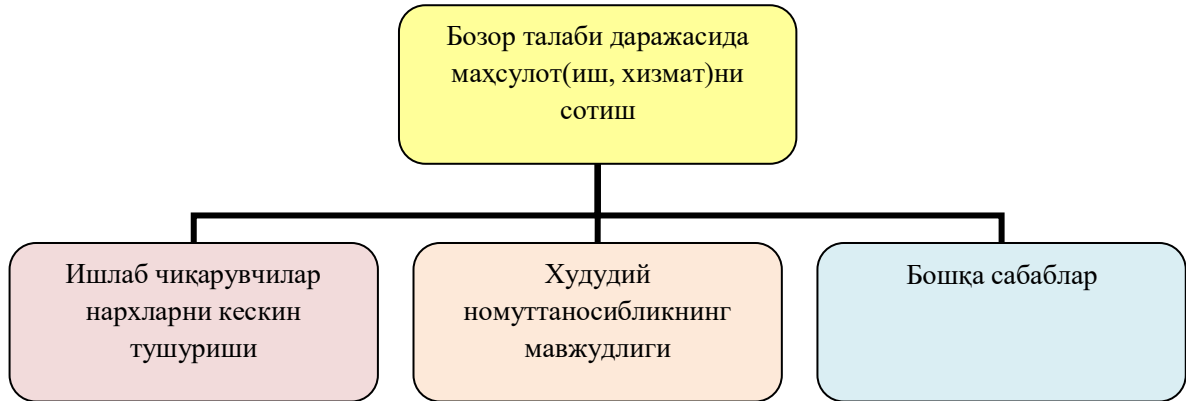 Бозор талаби даражасида
маҳсулот(иш, хизмат)ни
сотиш
Ишлаб чиқарувчилар
нархларни кескин
тушуриши
Худудий
номуттаносибликнинг
мавжудлиги
Бошқа сабаблар